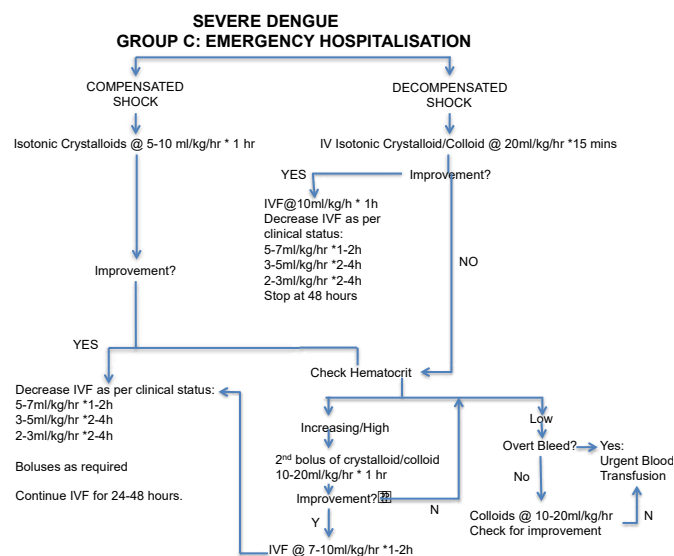 SEVERE DENGUE
GROUP C: EMERGENCY HOSPITALISATION
COMPENSATED
SHOCK
DECOMPENSATED
SHOCK
Isotonic Crystalloids @ 5-10 ml/kg/hr * 1 hr
IV Isotonic Crystalloid/Colloid @ 20ml/kg/hr *15 mins
YES
Improvement?
IVF@10ml/kg/h * 1h
Decrease IVF as per
clinical status:
5-7ml/kg/hr *1-2h
3-5ml/kg/hr *2-4h
2-3ml/kg/hr *2-4h
Stop at 48 hours
NO
Improvement?
YES
Check Hematocrit
Decrease IVF as per clinical status:
5-7ml/kg/hr *1-2h
3-5ml/kg/hr *2-4h
2-3ml/kg/hr *2-4h
Boluses as required
Continue IVF for 24-48 hours.
Increasing/High
2nd bolus of crystalloid/colloid
10-20ml/kg/hr * 1 hr
Improvement?
N
Y
IVF @ 7-10ml/kg/hr *1-2h
Low
Overt Bleed?
Yes:
Urgent Blood
Transfusion
No
Colloids @ 10-20ml/kg/hr
Check for improvement
N